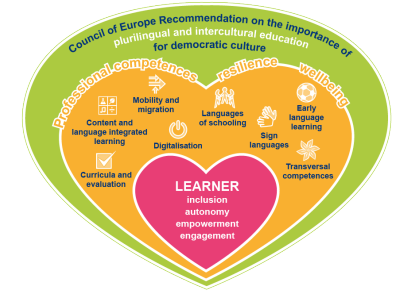 Council of Europe Recommendation on the importance of
plurilingual and intercultural education
for democratic culture
Professional competences resilience wellbeing
Mobility and
migration
Languages
of schooling
Early
language
learning
Content and
language integrated
learning
Digitalisation
Sign
languages
Curricula and
evaluation
Transversal
competences
LEARNER
inclusion
autonomy
empowerment
engagement